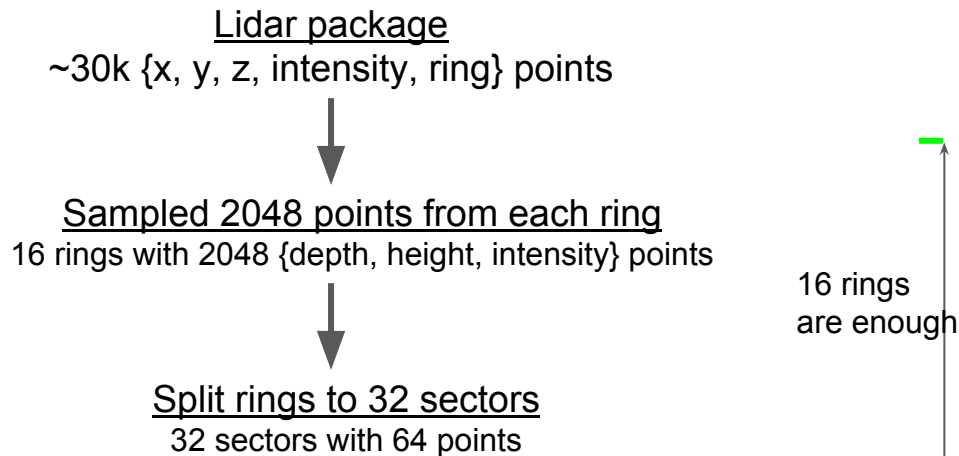 Lidar package
~30k {x, y, z, intensity, ring} points
Sampled 2048 points from each ring
16 rings with 2048 {depth, height, intensity} points
16 rings
are enough
Split rings to 32 sectors
32 sectors with 64 points